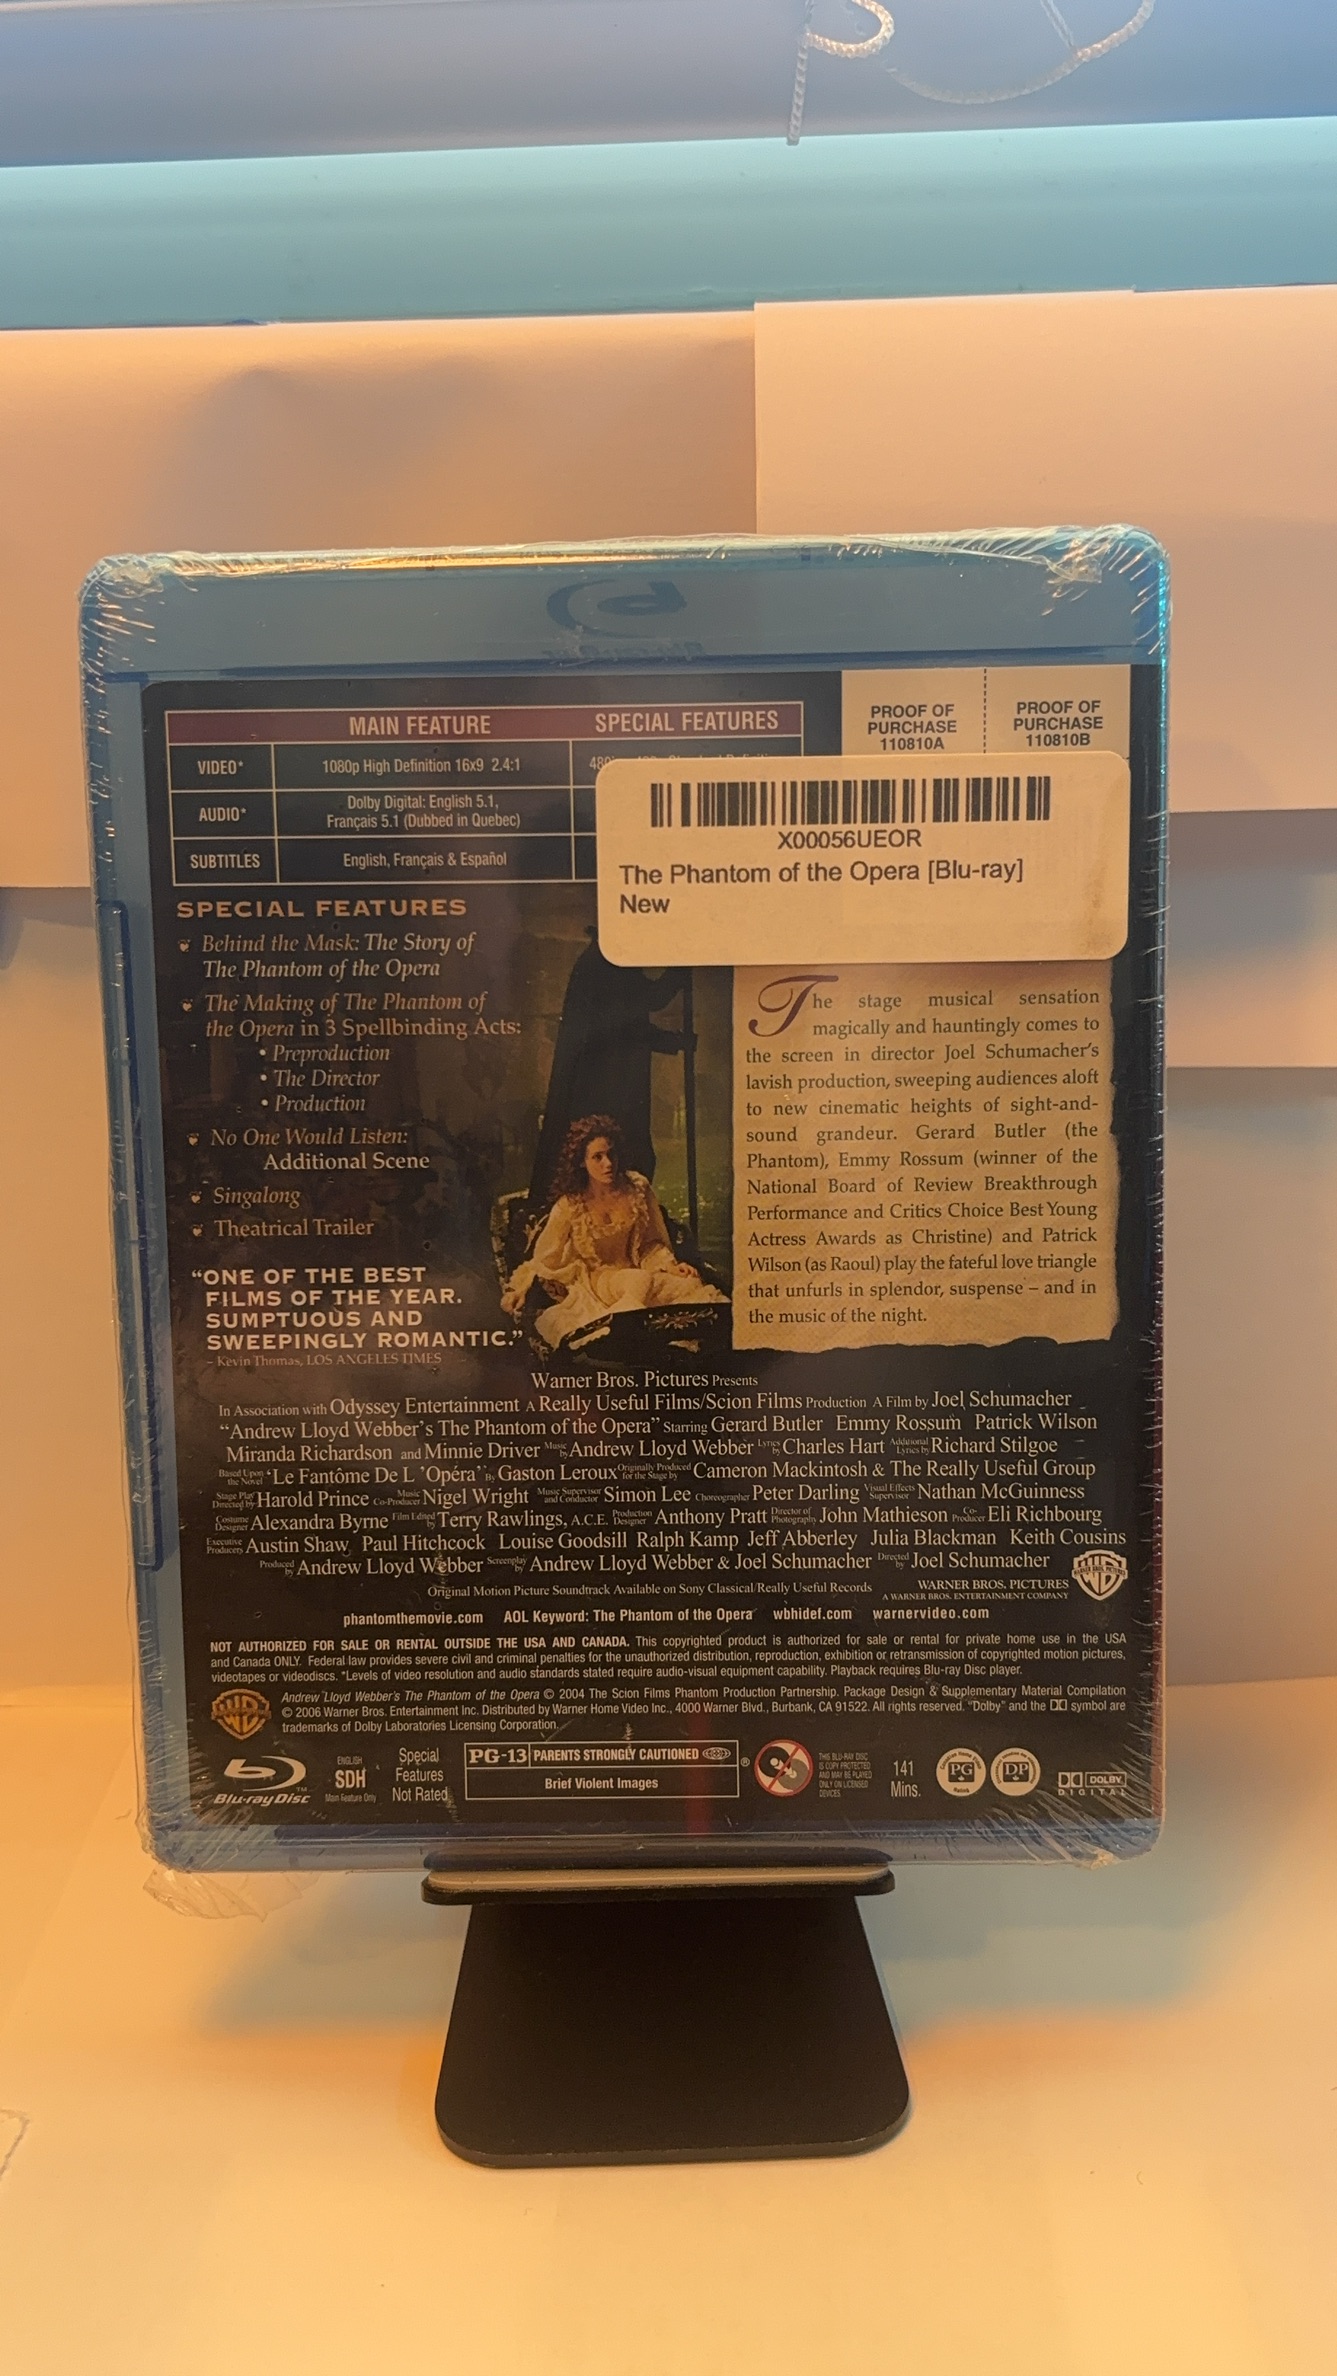 MAIN FEATURE SPECIAL FEATURES
VIDEO* 1080p High Definition 16x9 2.4:1
AUDIO* Dolby Digital: English 5.1,
Français 5.1 (Dubbed in Quebec)
SUBTITLES English, Français & Español
PROOF OF
PURCHASE
110810A
PROOF OF
PURCHASE
110810B
X00056UEOR
The Phantom of the Opera [Blu-ray]
New
SPECIAL FEATURES
Behind the Mask: The Story of
The Phantom of the Opera
The Making of The Phantom of
the Opera in 3 Spellbinding Acts:
• Preproduction
• The Director
• Production
No One Would Listen:
Additional Scene
Singalong
Theatrical Trailer
“ONE OF THE BEST
FILMS OF THE YEAR.
SUMPTUOUS AND
SWEEPINGLY ROMANTIC.”
– Kevin Thomas, LOS ANGELES TIMES
The stage musical sensation
magically and hauntingly comes to
the screen in director Joel Schumacher's
lavish production, sweeping audiences aloft
to new cinematic heights of sight-and-
sound grandeur. Gerard Butler (the
Phantom), Emmy Rossum (winner of the
National Board of Review Breakthrough
Performance and Critics Choice Best Young
Actress Awards as Christine) and Patrick
Wilson (as Raoul) play the fateful love triangle
that unfurls in splendor, suspense – and in
the music of the night.
Warner Bros. Pictures Presents
In Association with Odyssey Entertainment A Really Useful Films/Scion Films Production A Film by Joel Schumacher
“Andrew Lloyd Webber's The Phantom of the Opera” Starring Gerard Butler Emmy Rossum Patrick Wilson
Miranda Richardson and Minnie Driver Music by Andrew Lloyd Webber Lyrics by Charles Hart Additional Lyrics by Richard Stilgoe
Based Upon the Novel “Le Fantôme De L 'Opéra” By Gaston Leroux Originally Produced for the Stage by Cameron Mackintosh & The Really Useful Group
Stage Play Directed by Harold Prince Music Co-Producer Nigel Wright Music Supervisor and Conductor Simon Lee Choreographer Peter Darling Visual Effects Supervisor Nathan McGuinness
Costume Designer Alexandra Byrne Film Edited by Terry Rawlings, A.C.E. Production Designer Anthony Pratt Director of Photography John Mathieson Co-Producer Eli Richbourg
Executive Producers Austin Shaw Paul Hitchcock Louise Goodsill Ralph Kamp Jeff Abberley Julia Blackman Keith Cousins
Produced by Andrew Lloyd Webber Screenplay by Andrew Lloyd Webber & Joel Schumacher Directed by Joel Schumacher
Original Motion Picture Soundtrack Available on Sony Classical/Really Useful Records WARNER BROS. PICTURES
A WARNER BROS. ENTERTAINMENT COMPANY
phantomthemovie.com AOL Keyword: The Phantom of the Opera wbhidef.com warnervideo.com
NOT AUTHORIZED FOR SALE OR RENTAL OUTSIDE THE USA AND CANADA. This copyrighted product is authorized for sale or rental for private home use in the USA
and Canada ONLY. Federal law provides severe civil and criminal penalties for the unauthorized distribution, reproduction, exhibition or retransmission of copyrighted motion pictures,
videotapes or videodiscs. *Levels of video resolution and audio standards stated require audio-visual equipment capability. Playback requires Blu-ray Disc player.
Andrew Lloyd Webber's The Phantom of the Opera © 2004 The Scion Films Phantom Production Partnership. Package Design & Supplementary Material Compilation
© 2006 Warner Bros. Entertainment Inc. Distributed by Warner Home Video Inc., 4000 Warner Blvd., Burbank, CA 91522. All rights reserved. “Dolby” and the DD symbol are
trademarks of Dolby Laboratories Licensing Corporation.
Blu-ray Disc
ENGLISH
SDH
Main Feature Only
Special
Features
Not Rated
PG-13 PARENTS STRONGLY CAUTIONED
Brief Violent Images
THIS BLU-RAY DISC
IS COPY PROTECTED
AND MAY BE PLAYED
ONLY ON LICENSED
DEVICES.
141
Mins.
PG
DP
DOLBY
DIGITAL